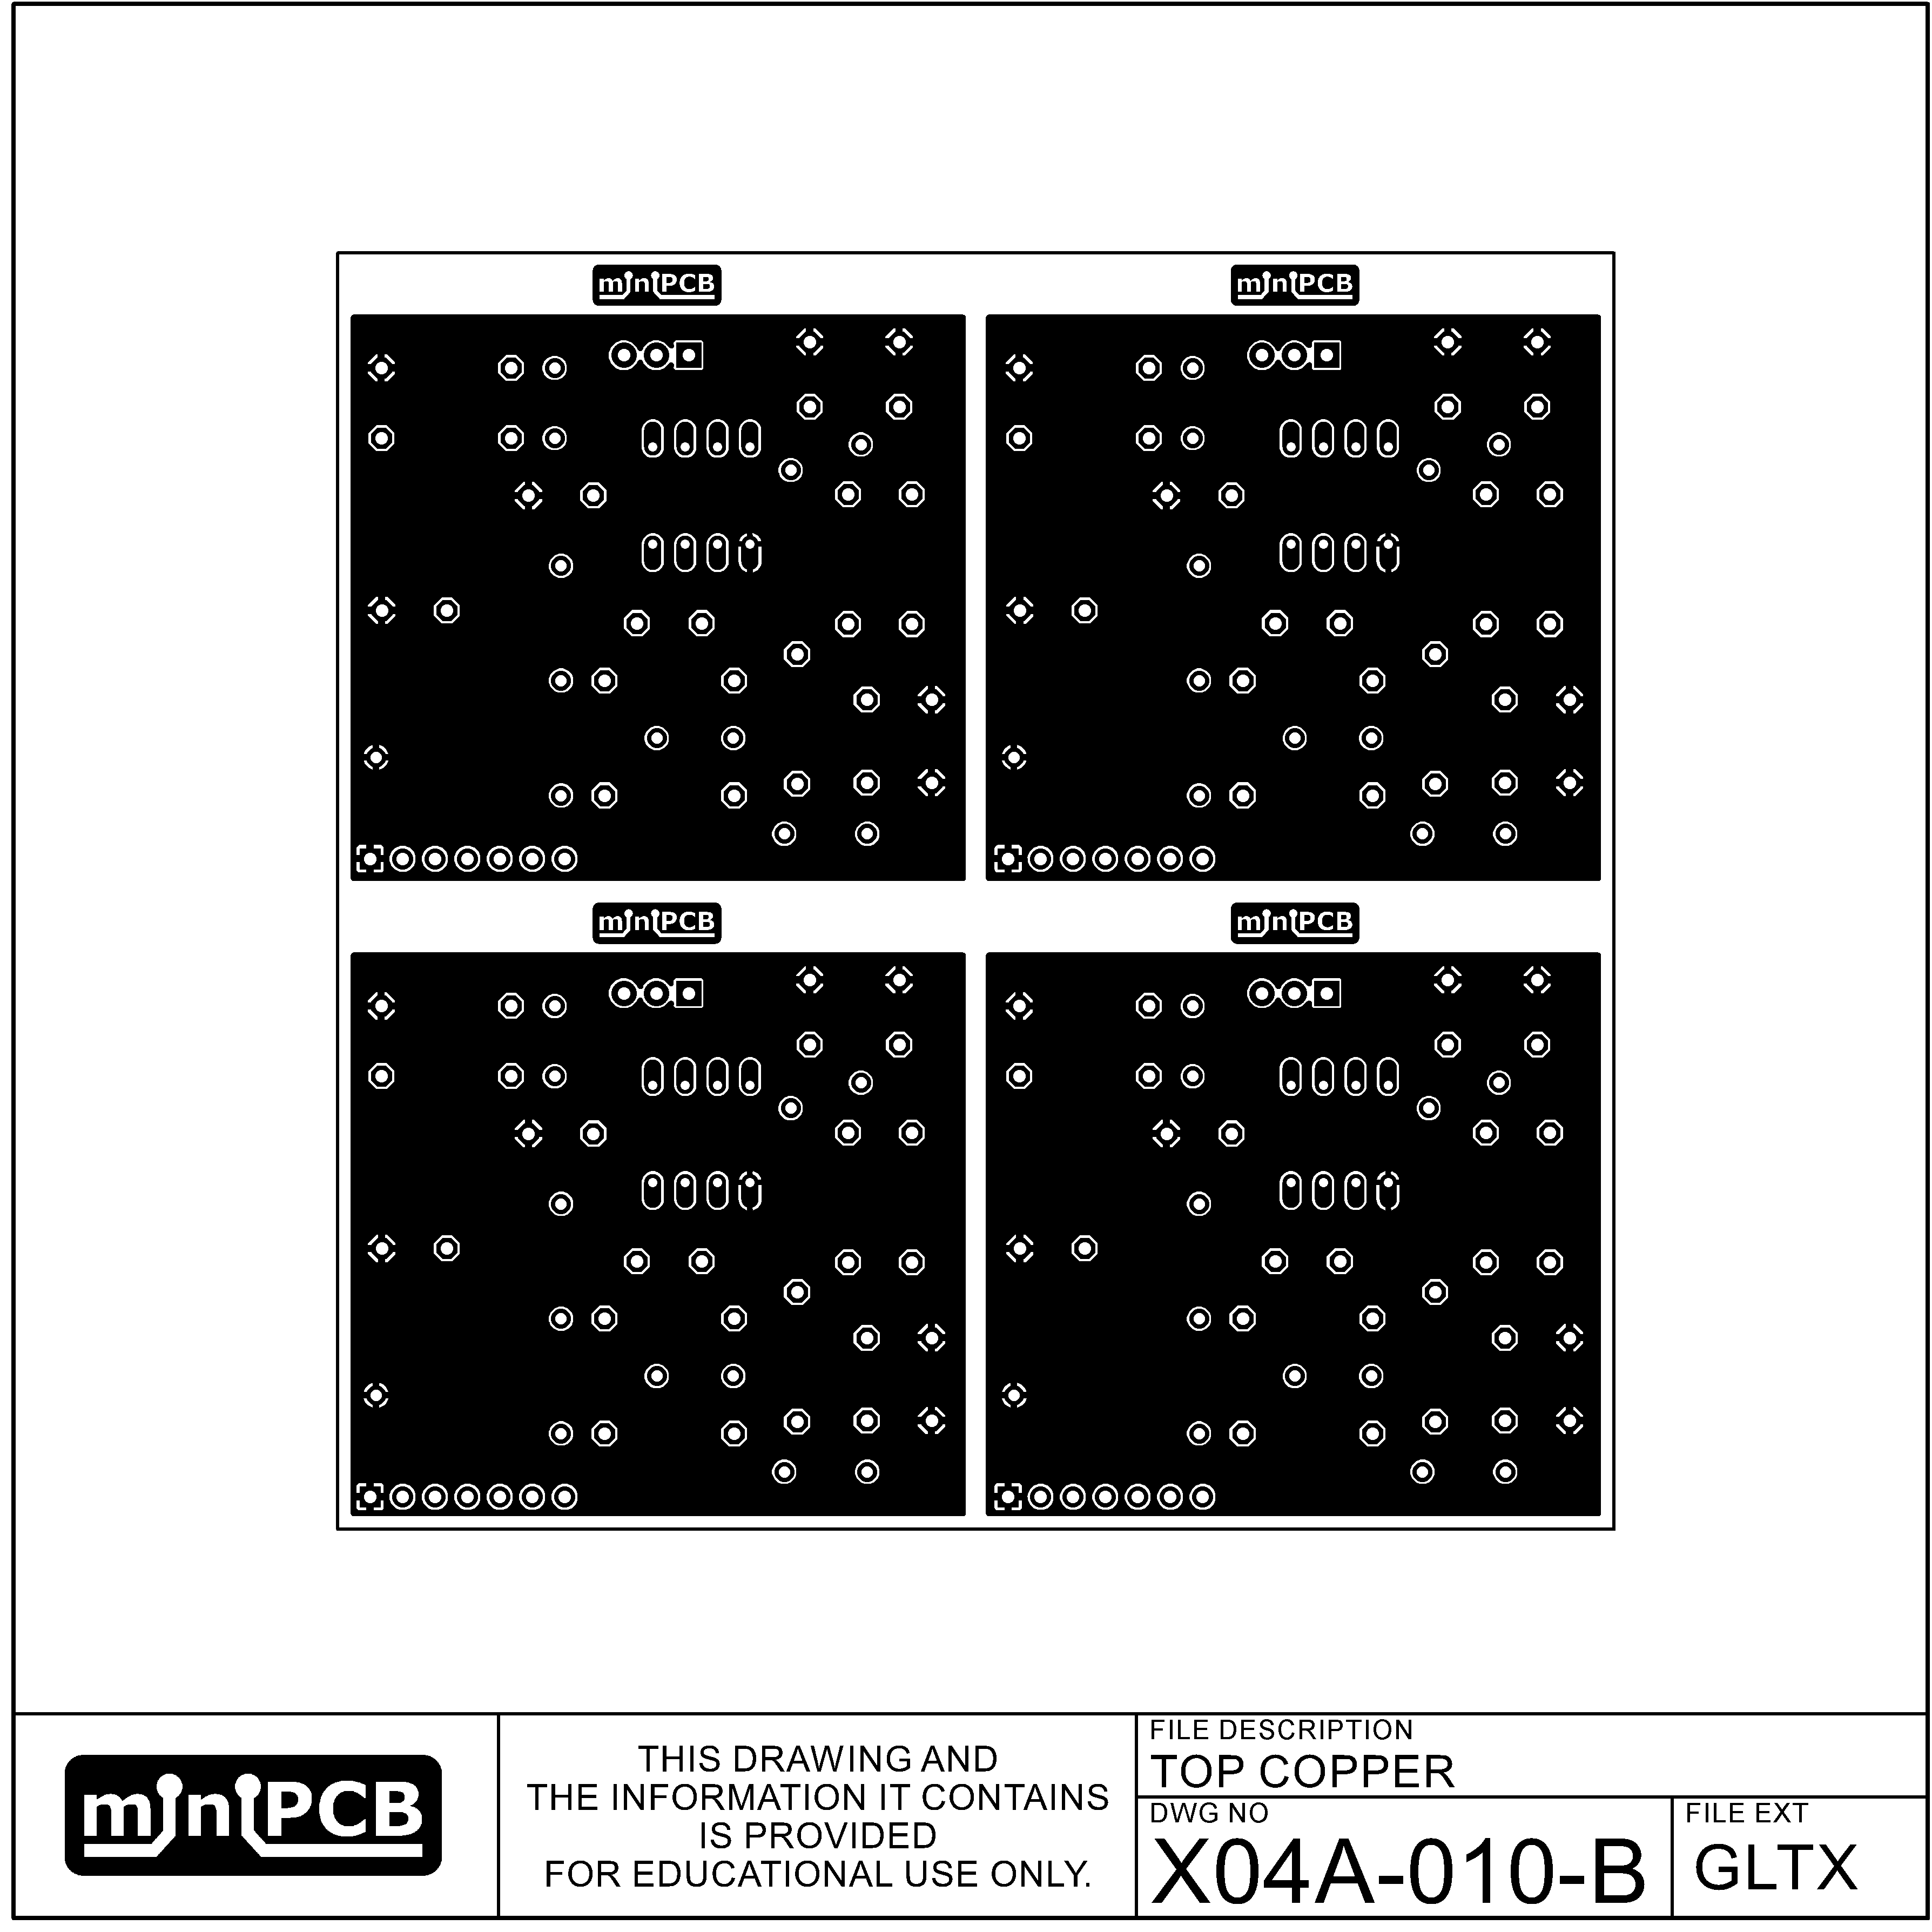 miniPCB
miniPCB
miniPCB
miniPCB
miniPCB
THIS DRAWING AND
THE INFORMATION IT CONTAINS
IS PROVIDED
FOR EDUCATIONAL USE ONLY.
FILE DESCRIPTION
TOP COPPER
DWG NO
X04A-010-B
FILE EXT
GLTX